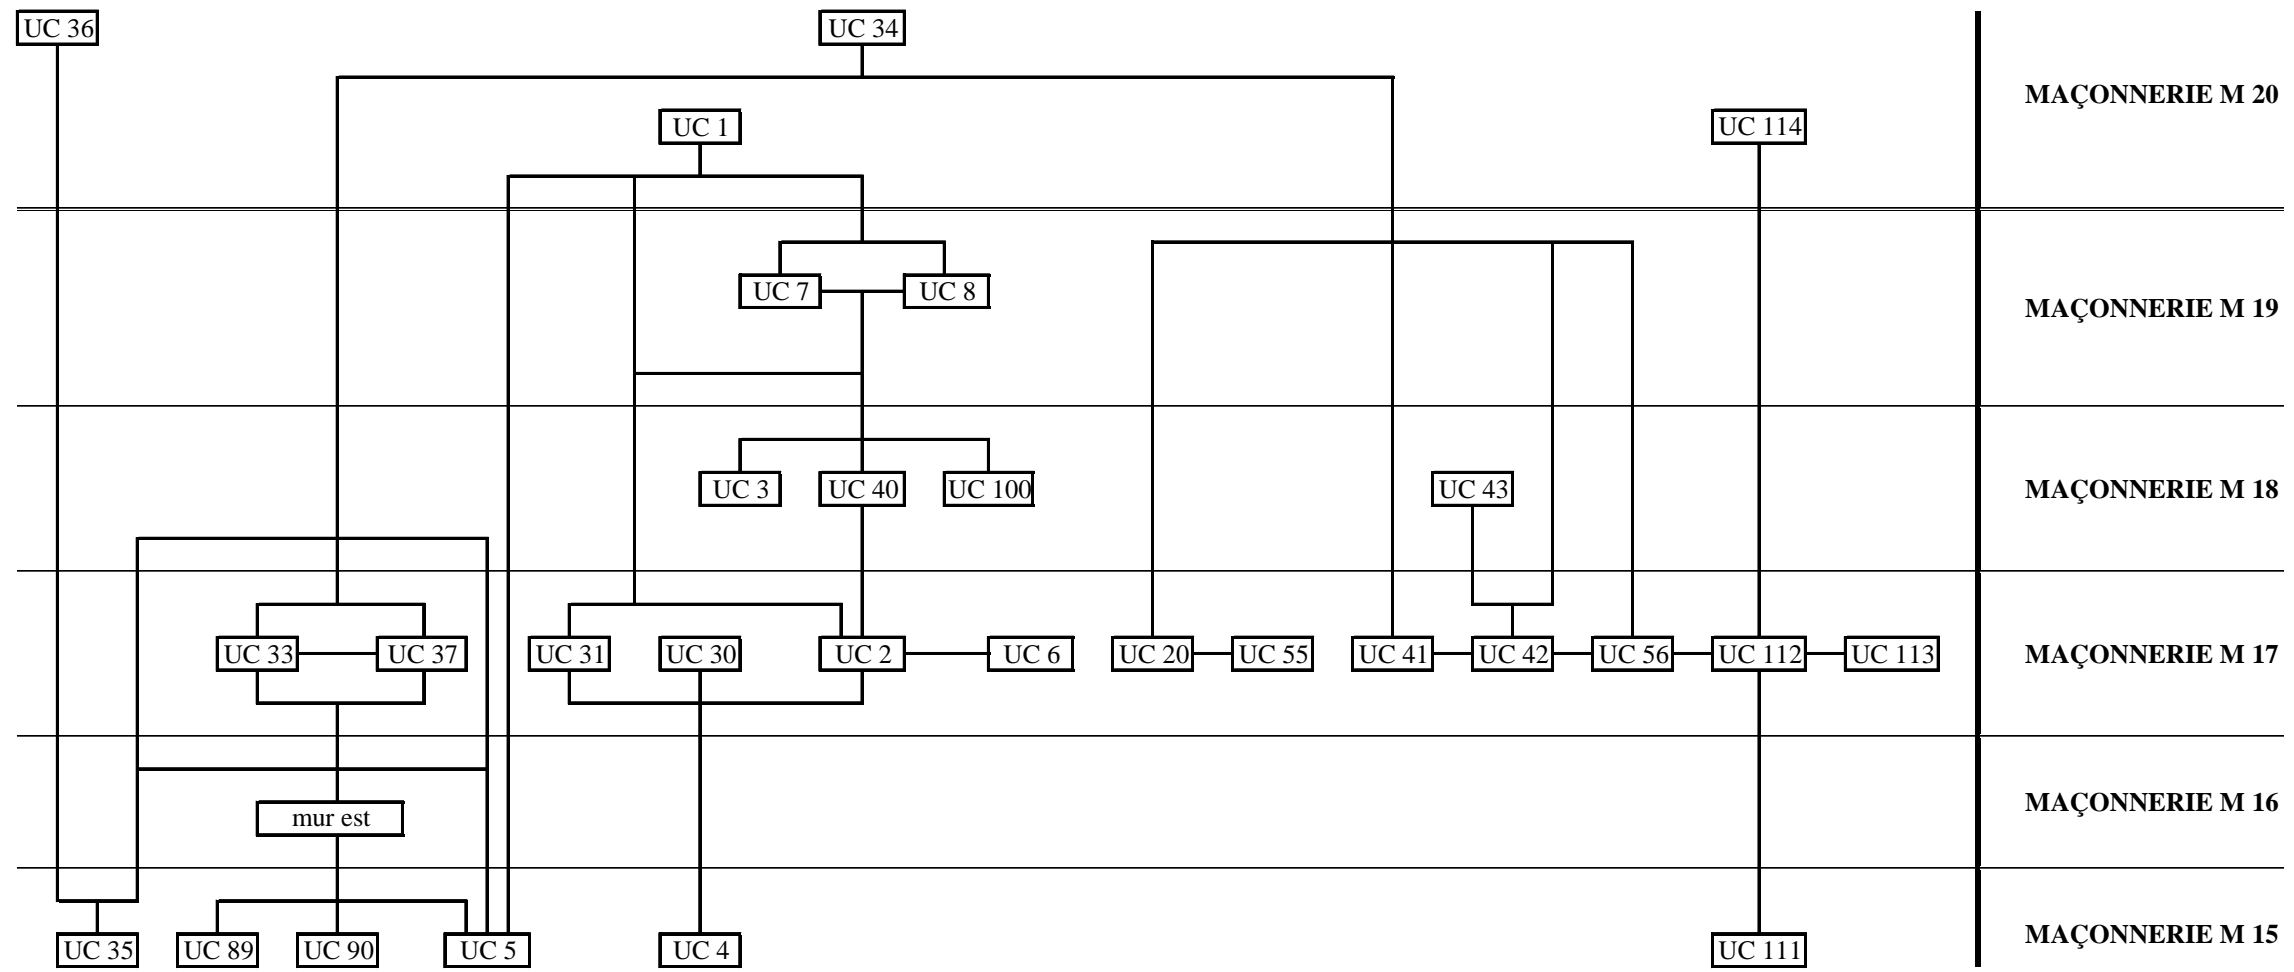 UC 36
UC 34
MAÇONNERIE M 20
UC 1
UC 114
UC 7
UC 8
MAÇONNERIE M 19
UC 3
UC 40
UC 100
UC 43
MAÇONNERIE M 18
UC 33
UC 37
UC 31
UC 30
UC 2
UC 6
UC 20
UC 55
UC 41
UC 42
UC 56
UC 112
UC 113
MAÇONNERIE M 17
mur est
MAÇONNERIE M 16
UC 35
UC 89
UC 90
UC 5
UC 4
UC 111
MAÇONNERIE M 15